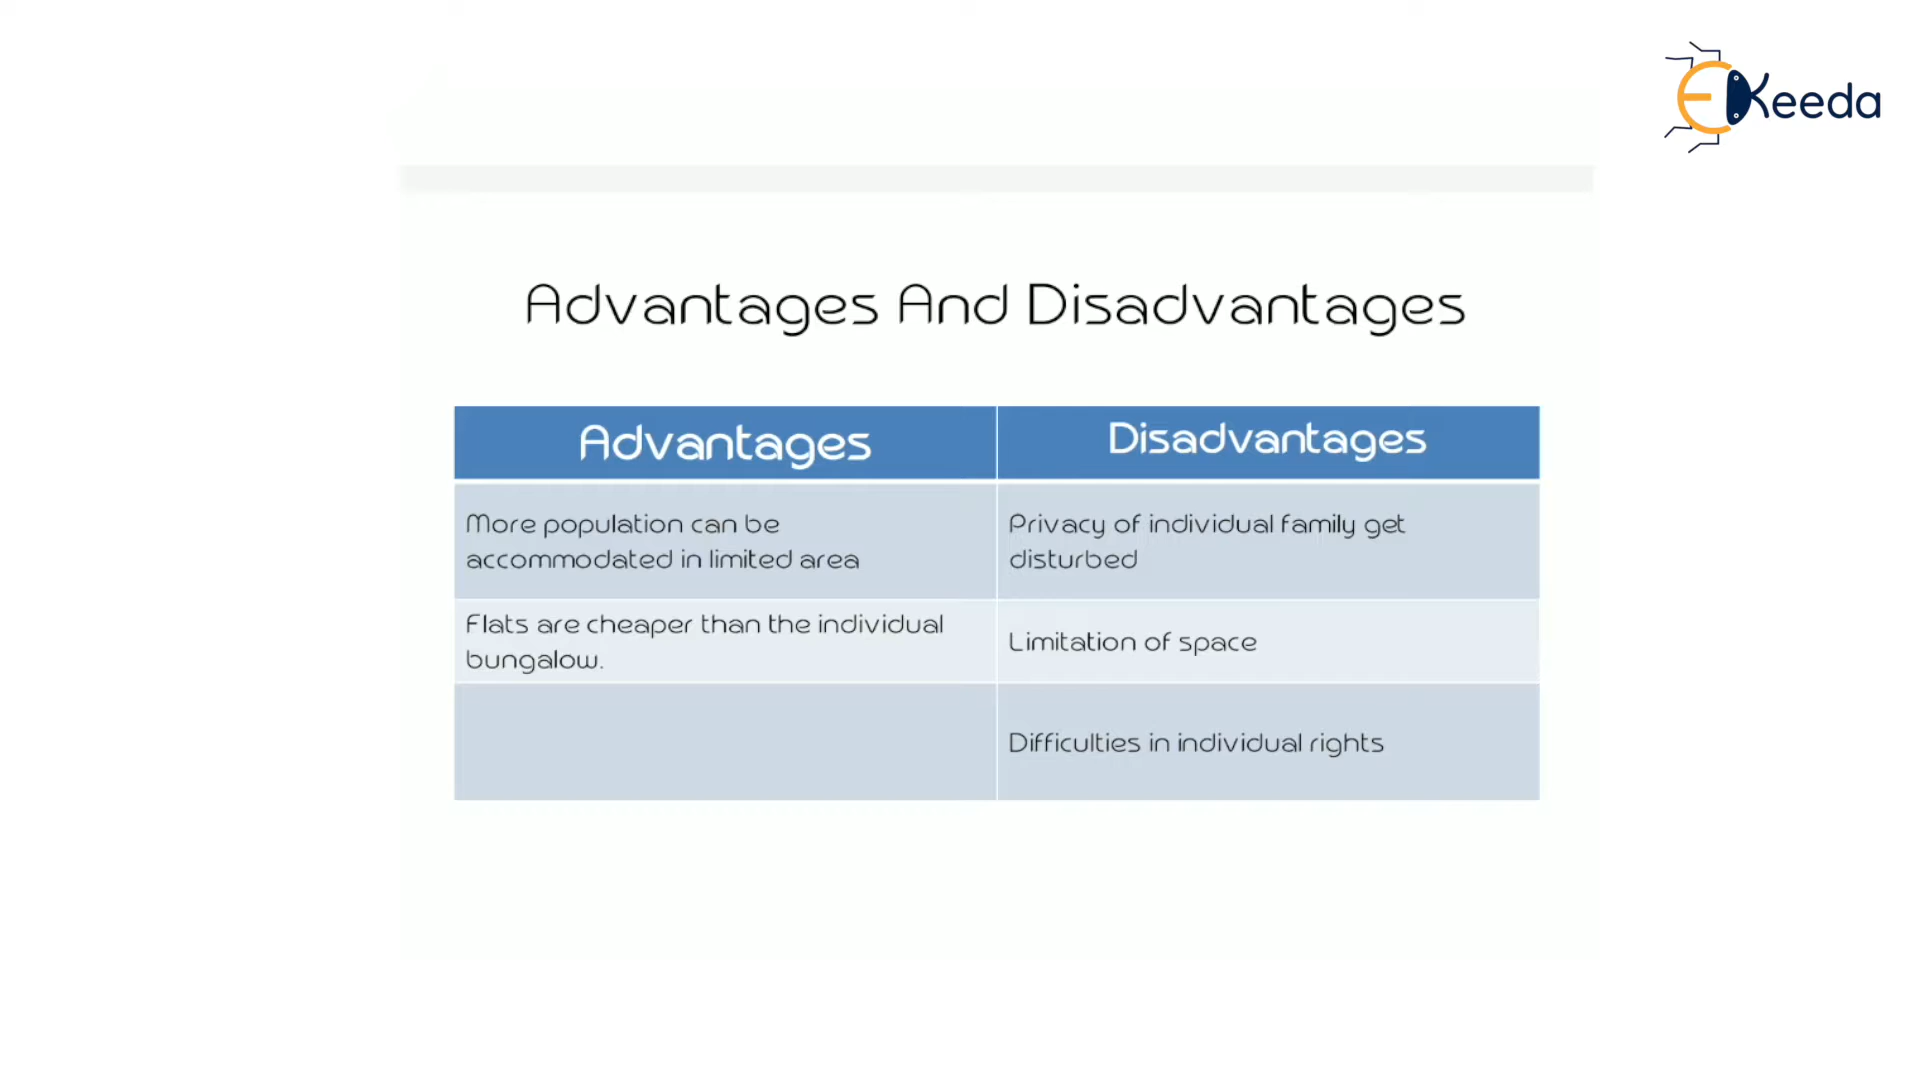 EKeeda
Advantages And Disadvantages
Advantages
Disadvantages
More population can be
accommodated in limited area
Privacy of individual family get
disturbed
Flats are cheaper than the individual
bungalow.
Limitation of space
Difficulties in individual rights